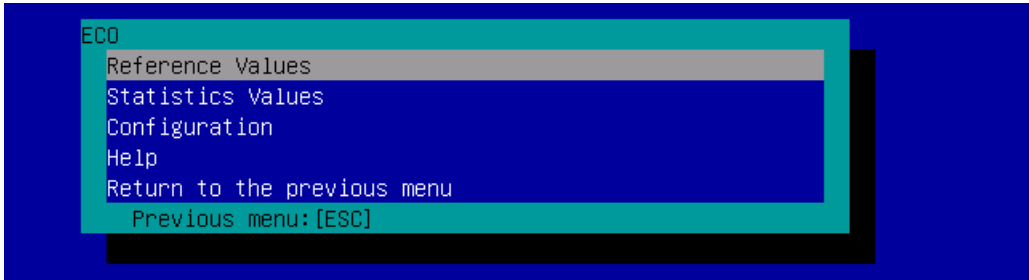 ECO
Reference Values
Statistics Values
Configuration
Help
Return to the previous menu
Previous menu:[ESC]